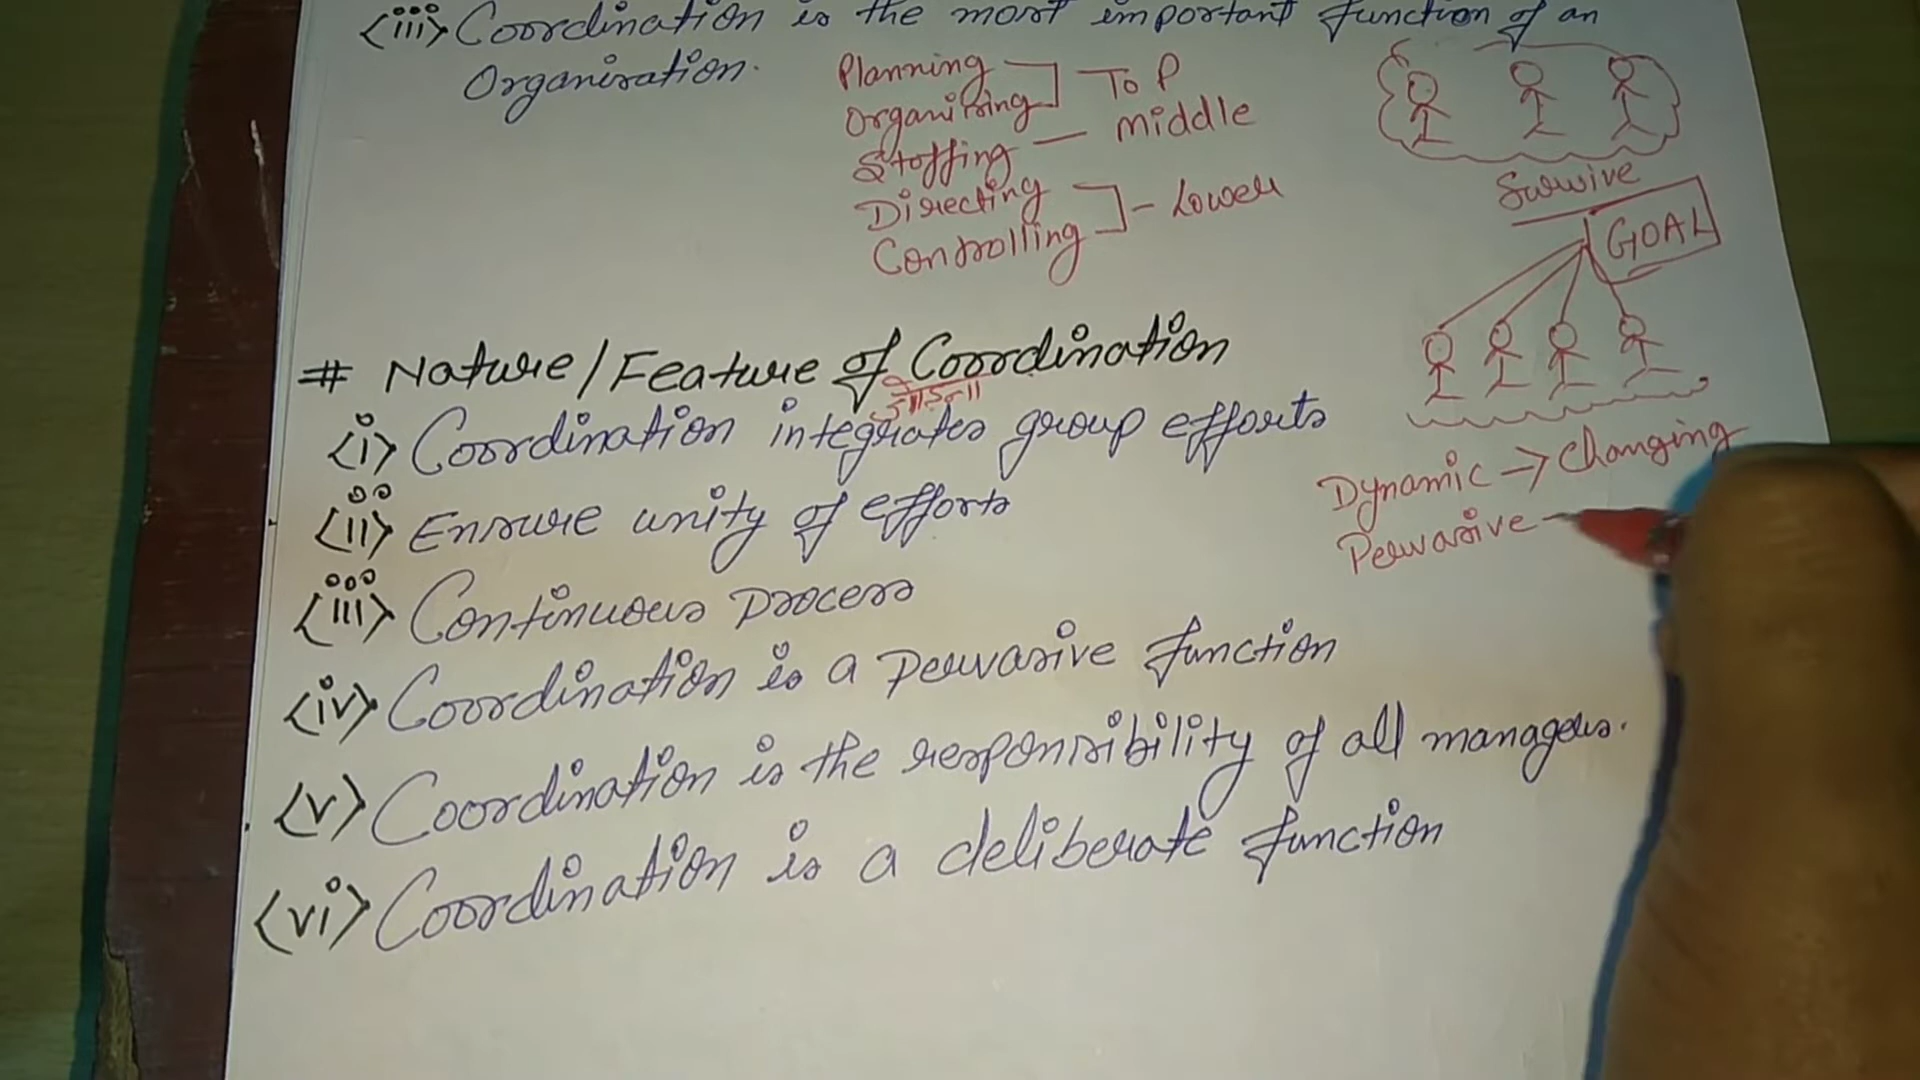 <iii> Coordination is the most important function of an
Organisation.
Planning
Organising
Top
Staffing — middle
Directing
Controlling
- Lower
Survive
GOAL
# Nature/Feature of Coordination
जोड़ना
<i> Coordination integrates group efforts
<ii> Ensure unity of efforts
<iii> Continuous process
<iv> Coordination is a Pervasive function
<v> Coordination is the responsibility of all managers.
<vi> Coordination is a deliberate function
Dynamic → Changing
Pervasive -